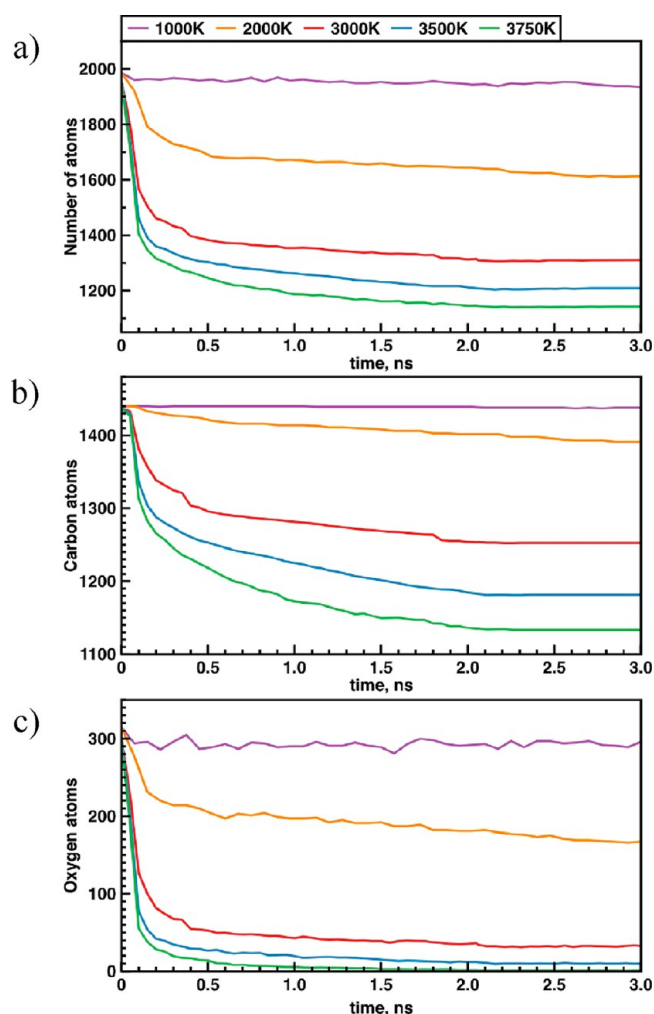 1000K 2000K 3000K 3500K 3750K
a)
Number of atoms
2000
1800
1600
1400
1200
0 0.5 1.0 1.5 2.0 2.5 3.0
time, ns
b)
Carbon atoms
1400
1300
1200
1100
0 0.5 1.0 1.5 2.0 2.5 3.0
time, ns
c)
Oxygen atoms
300
200
100
0
0 0.5 1.0 1.5 2.0 2.5 3.0
time, ns